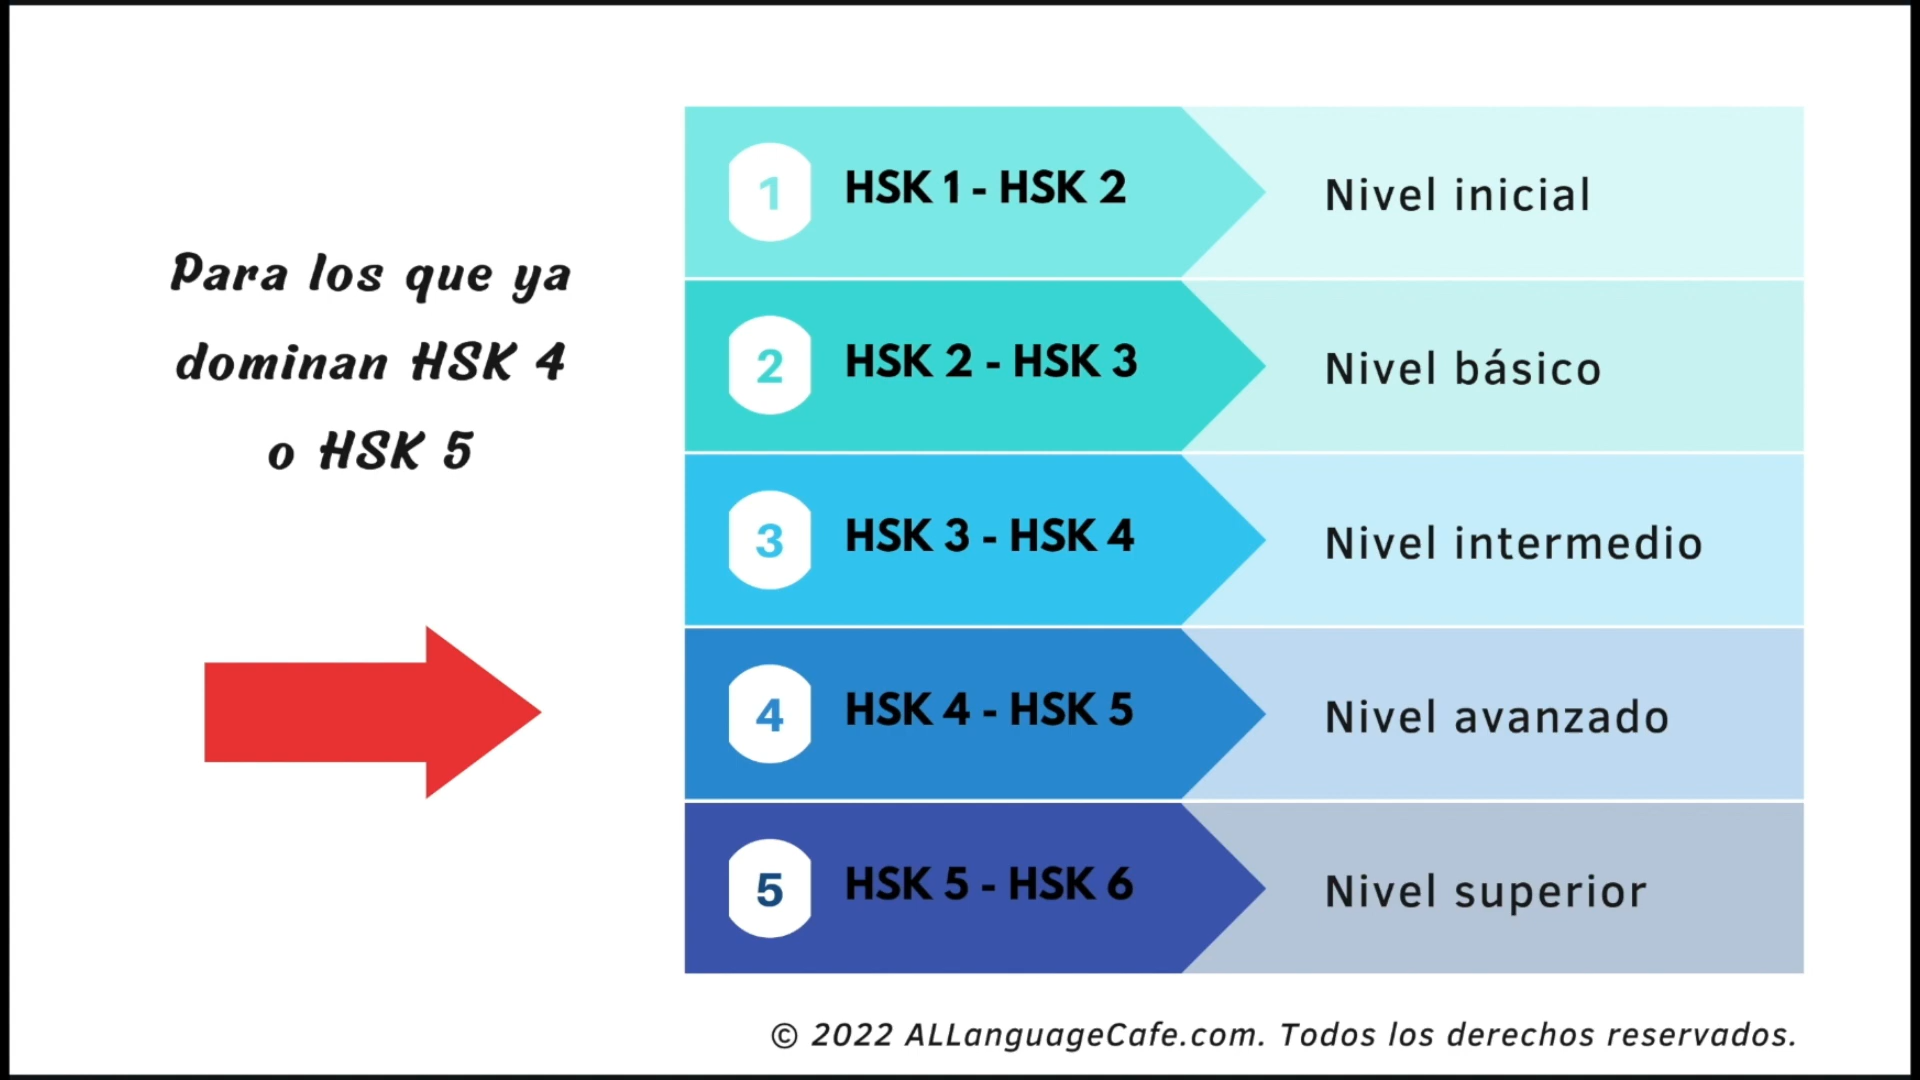 Para los que ya
dominan HSK 4
o HSK 5
1 HSK 1 - HSK 2 Nivel inicial
2 HSK 2 - HSK 3 Nivel básico
3 HSK 3 - HSK 4 Nivel intermedio
4 HSK 4 - HSK 5 Nivel avanzado
5 HSK 5 - HSK 6 Nivel superior
© 2022 ALLanguageCafe.com. Todos los derechos reservados.